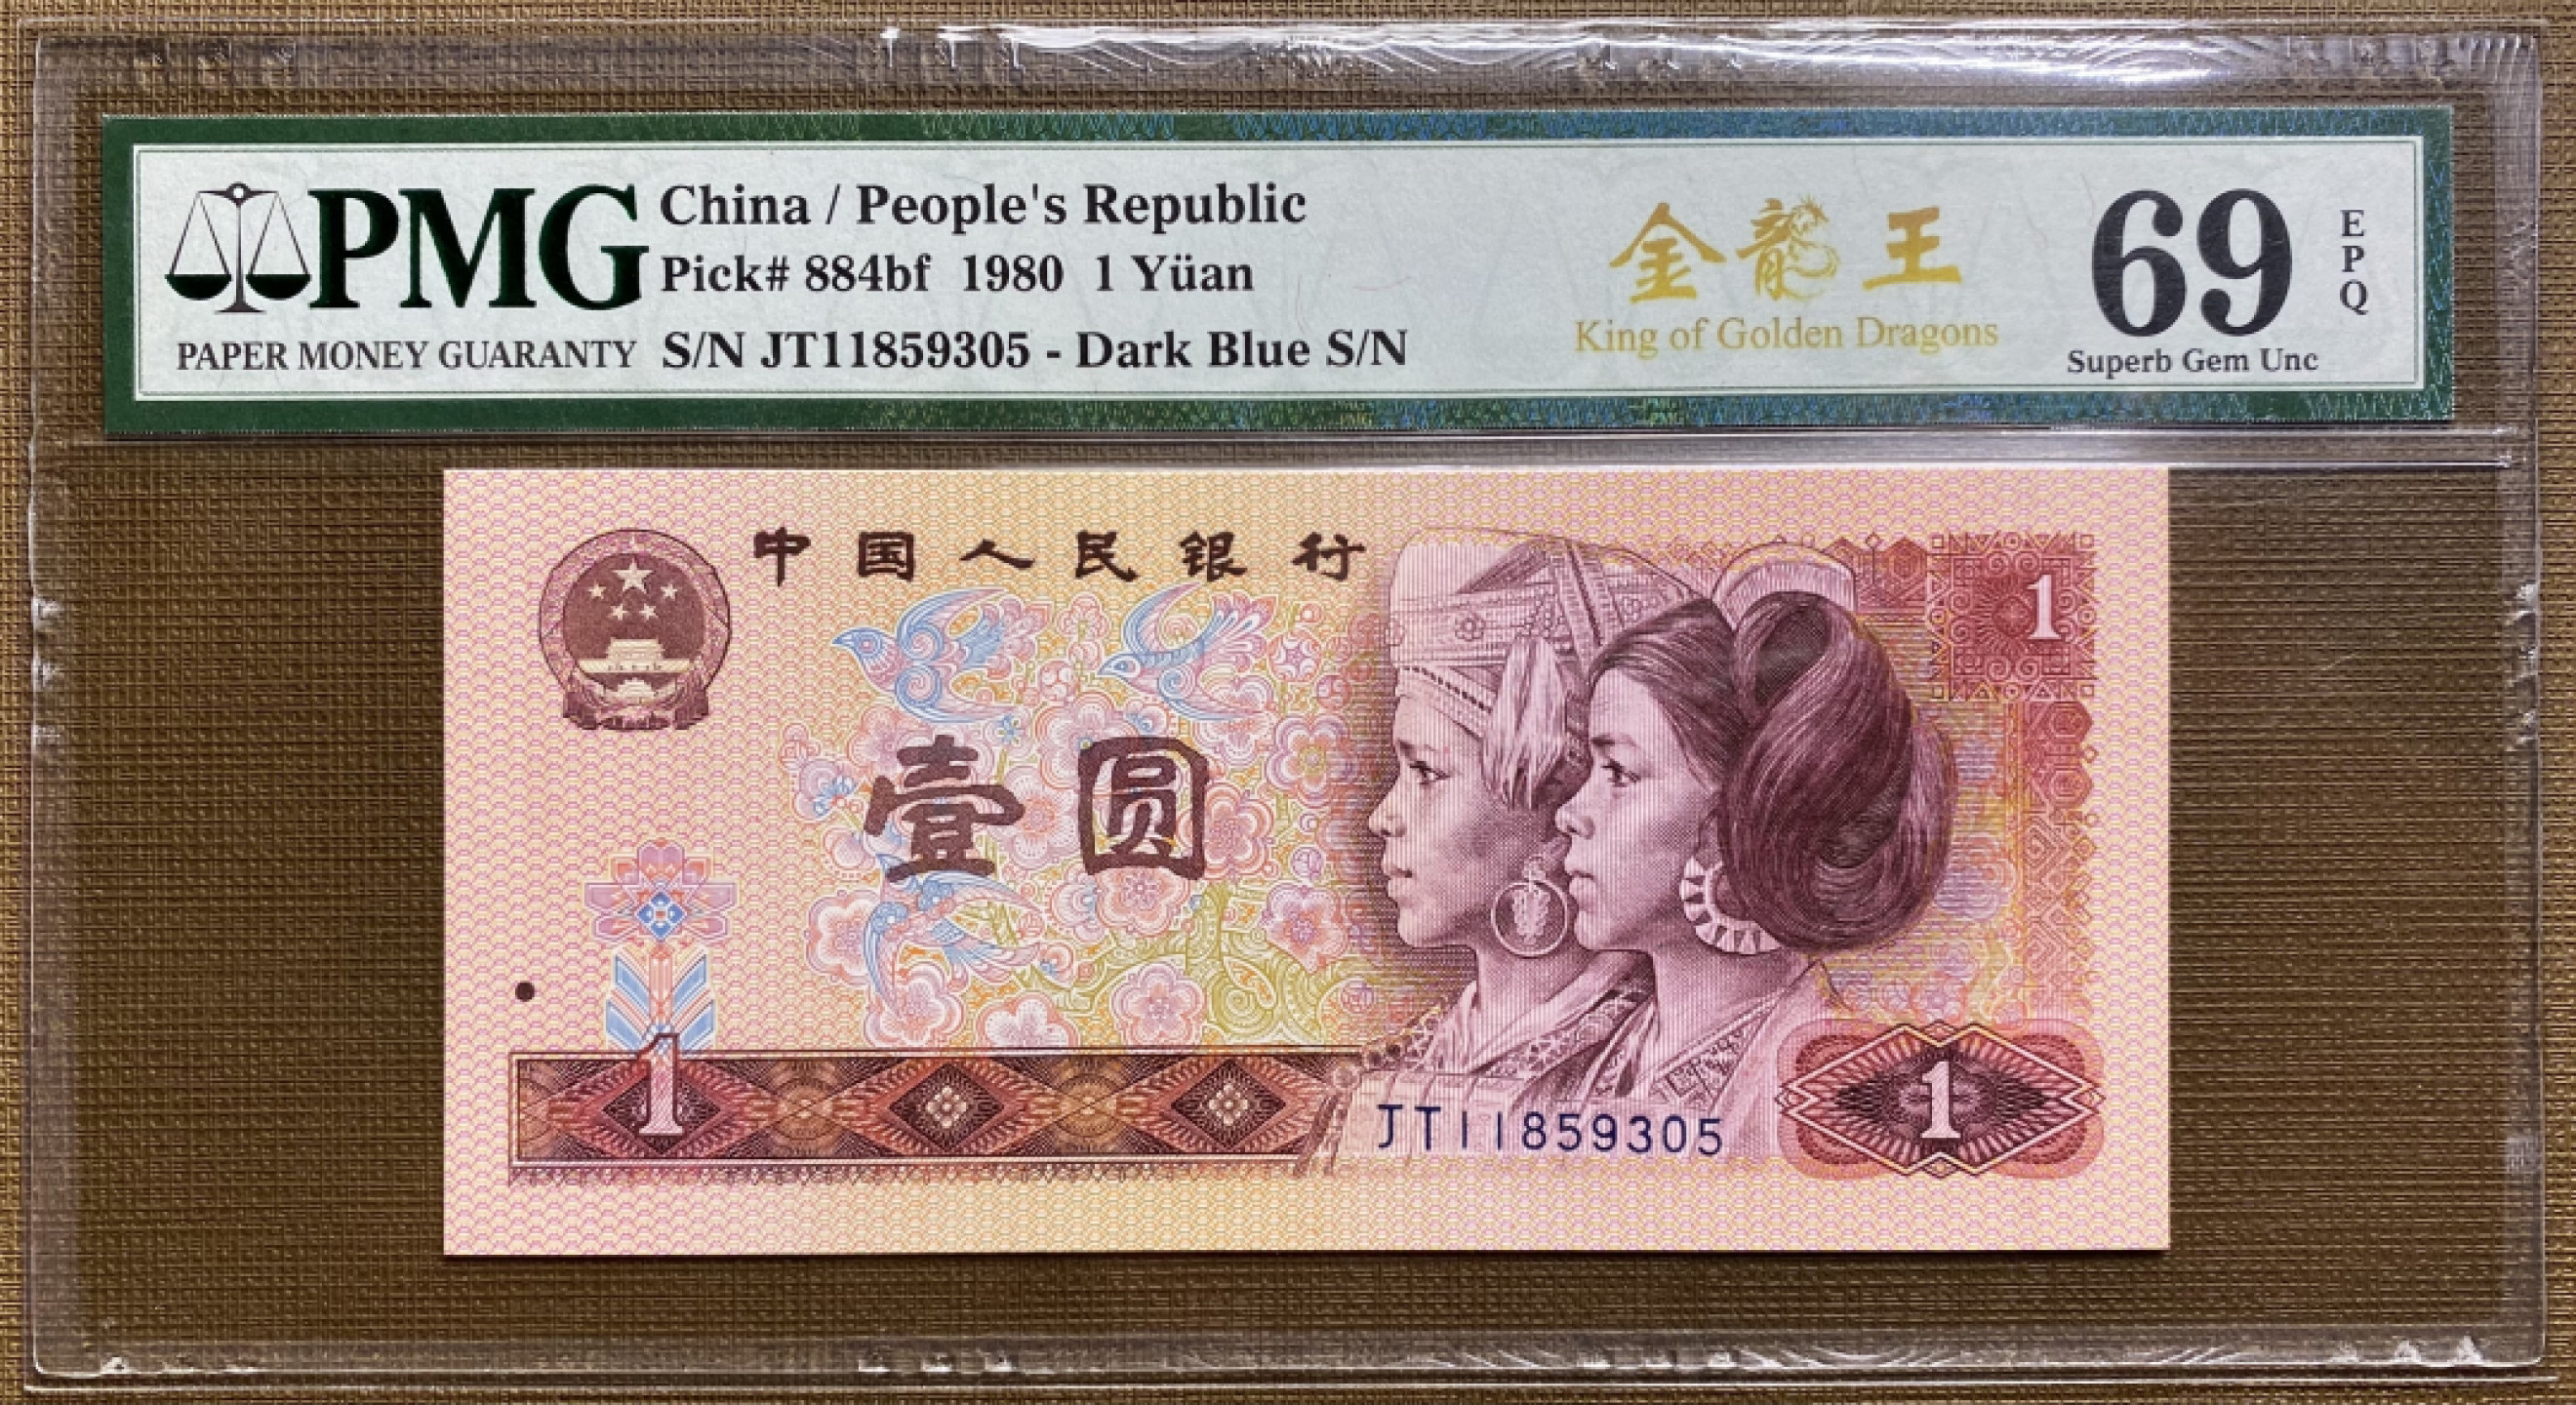 PMG
PAPER MONEY GUARANTY
China / People's Republic
Pick# 884bf 1980 1 Yüan
S/N JT11859305 - Dark Blue S/N
金龍王
King of Golden Dragons
69
EPQ
Superb Gem Unc
中国人民银行
1
壹圆
1
JT11859305
1